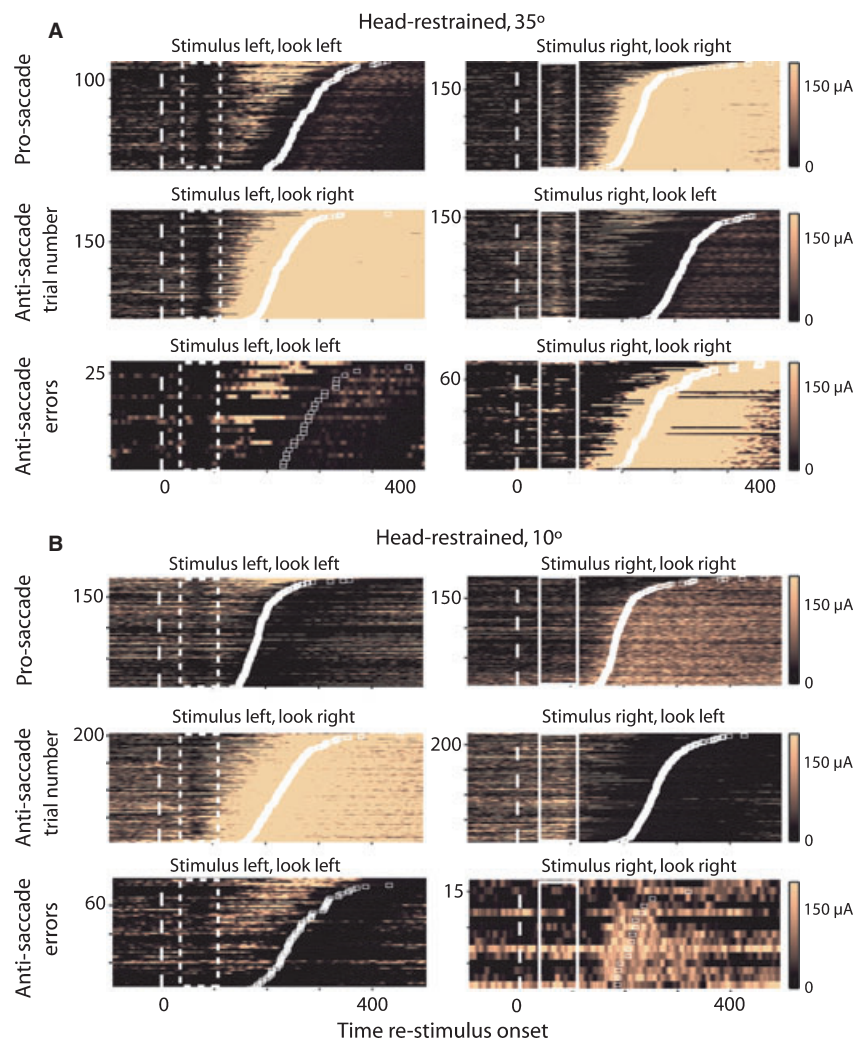 A
Head-restrained, 35º
Stimulus left, look left
Stimulus right, look right
Pro-saccade
100
150
150 µA
0
Stimulus left, look right
Stimulus right, look left
Anti-saccade
trial number
150
150
150 µA
0
Stimulus left, look left
Stimulus right, look right
Anti-saccade
errors
25
60
150 µA
0
0
400
0
400
B
Head-restrained, 10º
Stimulus left, look left
Stimulus right, look right
Pro-saccade
150
150
150 µA
0
Stimulus left, look right
Stimulus right, look left
Anti-saccade
trial number
200
200
150 µA
0
Stimulus left, look left
Stimulus right, look right
Anti-saccade
errors
60
15
150 µA
0
0
400
0
400
Time re-stimulus onset